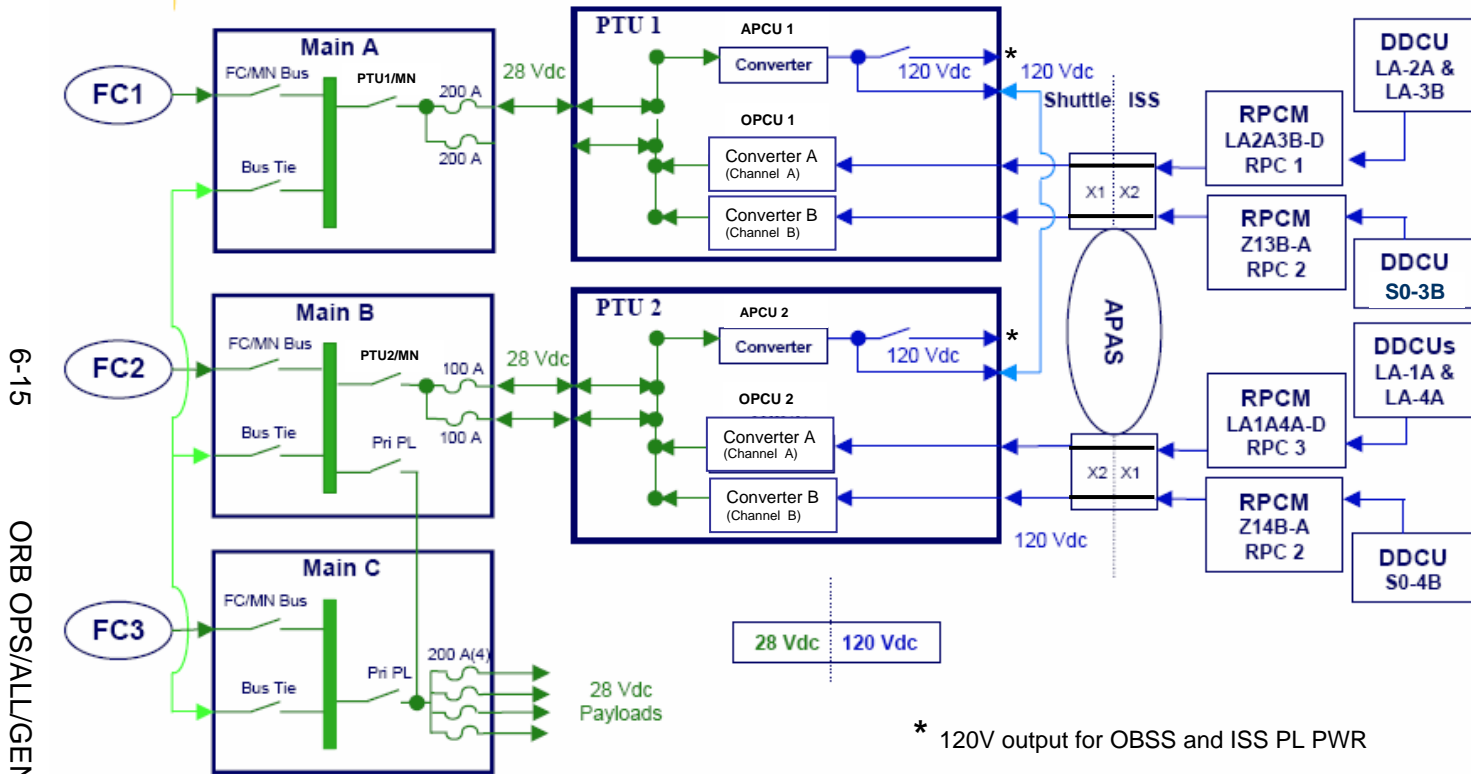 6-15
ORB OPS/ALL/GEN
FC1
Main A
FC/MN Bus
PTU1/MN
200 A
200 A
Bus Tie
28 Vdc
PTU 1
APCU 1
Converter
120 Vdc
*
120 Vdc
OPCU 1
Converter A
(Channel A)
Converter B
(Channel B)
Shuttle
ISS
X1
X2
RPCM
LA2A3B-D
RPC 1
DDCU
LA-2A &
LA-3B
RPCM
Z13B-A
RPC 2
DDCU
S0-3B
APAS
FC2
Main B
FC/MN Bus
PTU2/MN
100 A
100 A
Bus Tie
Pri PL
28 Vdc
PTU 2
APCU 2
Converter
120 Vdc
*
OPCU 2
Converter A
(Channel A)
Converter B
(Channel B)
X2
X1
120 Vdc
RPCM
LA1A4A-D
RPC 3
DDCUs
LA-1A &
LA-4A
RPCM
Z14B-A
RPC 2
DDCU
S0-4B
FC3
Main C
FC/MN Bus
Bus Tie
Pri PL
200 A(4)
28 Vdc
Payloads
28 Vdc
120 Vdc
* 120V output for OBSS and ISS PL PWR